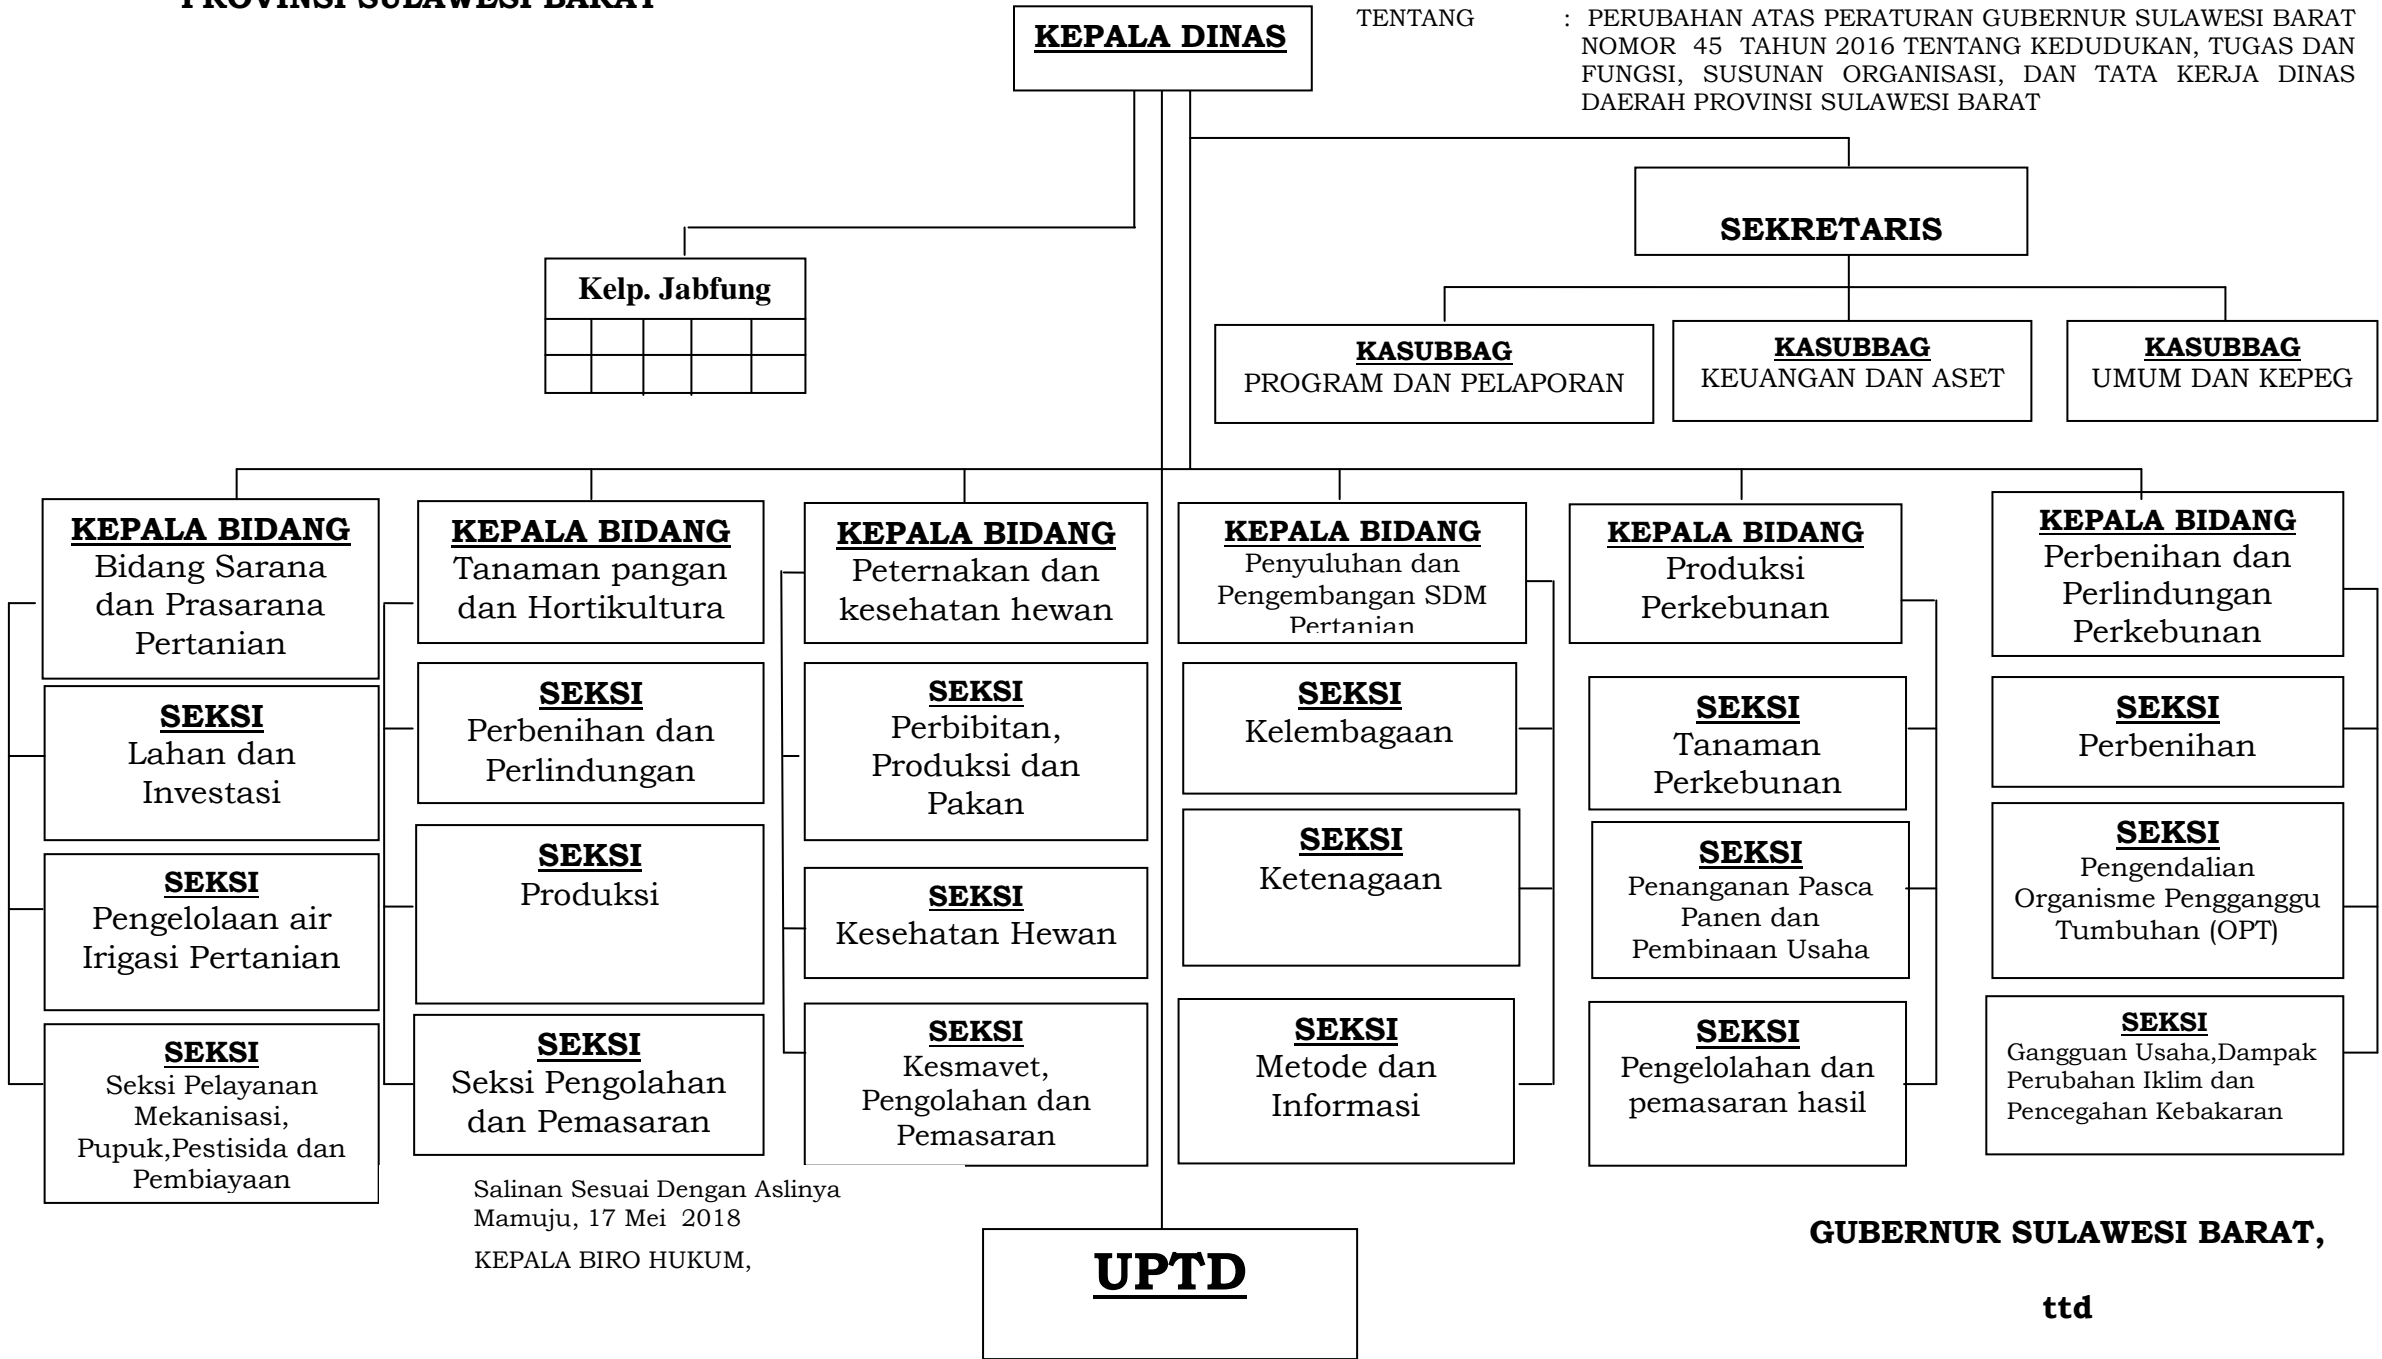 PROVINSI SULAWESI BARAT
KEPALA DINAS
TENTANG : PERUBAHAN ATAS PERATURAN GUBERNUR SULAWESI BARAT
NOMOR 45 TAHUN 2016 TENTANG KEDUDUKAN, TUGAS DAN
FUNGSI, SUSUNAN ORGANISASI, DAN TATA KERJA DINAS
DAERAH PROVINSI SULAWESI BARAT
SEKRETARIS
Kelp. Jabfung
KASUBBAG
PROGRAM DAN PELAPORAN
KASUBBAG
KEUANGAN DAN ASET
KASUBBAG
UMUM DAN KEPEG
KEPALA BIDANG
Bidang Sarana
dan Prasarana
Pertanian
SEKSI
Lahan dan
Investasi
SEKSI
Pengelolaan air
Irigasi Pertanian
SEKSI
Seksi Pelayanan
Mekanisasi,
Pupuk,Pestisida dan
Pembiayaan
KEPALA BIDANG
Tanaman pangan
dan Hortikultura
SEKSI
Perbenihan dan
Perlindungan
SEKSI
Produksi
SEKSI
Seksi Pengolahan
dan Pemasaran
KEPALA BIDANG
Peternakan dan
kesehatan hewan
SEKSI
Perbibitan,
Produksi dan
Pakan
SEKSI
Kesehatan Hewan
SEKSI
Kesmavet,
Pengolahan dan
Pemasaran
KEPALA BIDANG
Penyuluhan dan
Pengembangan SDM
Pertanian
SEKSI
Kelembagaan
SEKSI
Ketenagaan
SEKSI
Metode dan
Informasi
KEPALA BIDANG
Produksi
Perkebunan
SEKSI
Tanaman
Perkebunan
SEKSI
Penanganan Pasca
Panen dan
Pembinaan Usaha
SEKSI
Pengelolahan dan
pemasaran hasil
KEPALA BIDANG
Perbenihan dan
Perlindungan
Perkebunan
SEKSI
Perbenihan
SEKSI
Pengendalian
Organisme Pengganggu
Tumbuhan (OPT)
SEKSI
Gangguan Usaha,Dampak
Perubahan Iklim dan
Pencegahan Kebakaran
Salinan Sesuai Dengan Aslinya
Mamuju, 17 Mei 2018
KEPALA BIRO HUKUM,
UPTD
GUBERNUR SULAWESI BARAT,
ttd